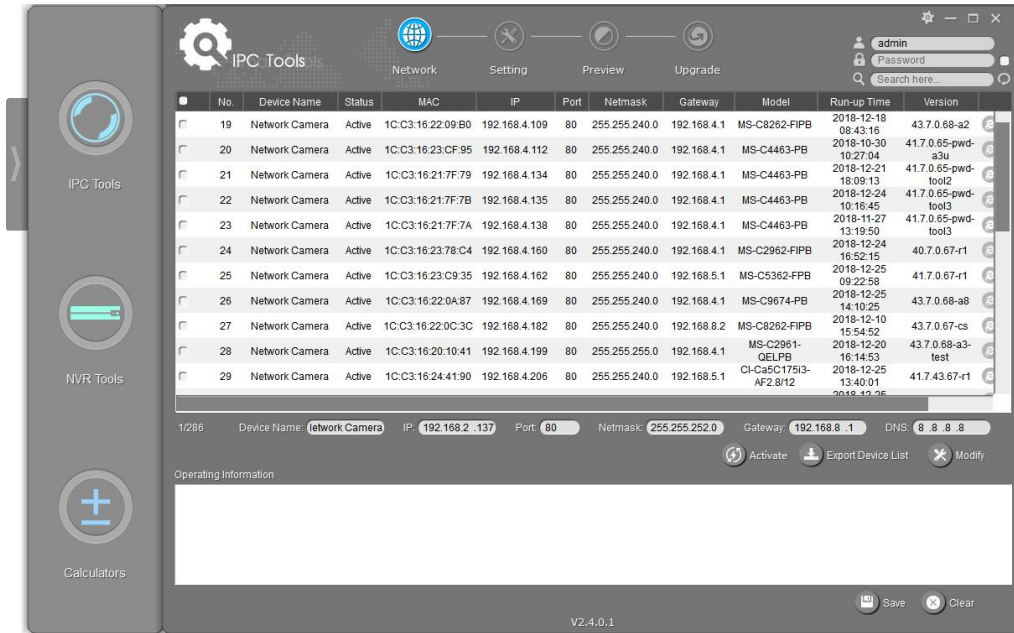 IPC Tools
Network Setting Preview Upgrade
admin
Password
Search here...
No. Device Name Status MAC IP Port Netmask Gateway Model Run-up Time Version
19 Network Camera Active 1C:C3:16:22:09:B0 192.168.4.109 80 255.255.240.0 192.168.4.1 MS-C8262-FIPB 2018-12-18 08:43:16 43.7.0.68-a2
20 Network Camera Active 1C:C3:16:23:CF:95 192.168.4.112 80 255.255.240.0 192.168.4.1 MS-C4463-PB 2018-10-30 10:27:04 41.7.0.65-pwd-a3u
21 Network Camera Active 1C:C3:16:21:7F:79 192.168.4.134 80 255.255.240.0 192.168.4.1 MS-C4463-PB 2018-12-21 18:09:13 41.7.0.65-pwd-tool2
22 Network Camera Active 1C:C3:16:21:7F:7B 192.168.4.135 80 255.255.240.0 192.168.4.1 MS-C4463-PB 2018-12-24 10:16:45 41.7.0.65-pwd-tool3
23 Network Camera Active 1C:C3:16:21:7F:7A 192.168.4.138 80 255.255.240.0 192.168.4.1 MS-C4463-PB 2018-11-27 13:19:50 41.7.0.65-pwd-tool3
24 Network Camera Active 1C:C3:16:23:78:C4 192.168.4.160 80 255.255.240.0 192.168.4.1 MS-C2962-FIPB 2018-12-24 16:52:15 40.7.0.67-r1
25 Network Camera Active 1C:C3:16:23:C9:35 192.168.4.162 80 255.255.240.0 192.168.5.1 MS-C5362-FPB 2018-12-25 09:22:58 41.7.0.67-r1
26 Network Camera Active 1C:C3:16:22:0A:87 192.168.4.169 80 255.255.240.0 192.168.4.1 MS-C9674-PB 2018-12-25 14:10:25 43.7.0.68-a8
27 Network Camera Active 1C:C3:16:22:0C:3C 192.168.4.182 80 255.255.240.0 192.168.8.2 MS-C8262-FIPB 2018-12-10 15:54:52 43.7.0.67-cs
28 Network Camera Active 1C:C3:16:20:10:41 192.168.4.199 80 255.255.255.0 192.168.4.1 MS-C2961-QELPB 2018-12-20 16:14:53 43.7.0.68-a3-test
29 Network Camera Active 1C:C3:16:24:41:90 192.168.4.206 80 255.255.240.0 192.168.5.1 CI-Ca5C175i3-AF2.8/12 2018-12-25 13:40:01 41.7.43.67-r1
1/286 Device Name: letwork Camera IP: 192.168.2 .137 Port: 80 Netmask: 255.255.252.0 Gateway: 192.168.8 .1 DNS: 8 .8 .8 .8
Activate Export Device List Modify
Operating Information
Save Clear
V2.4.0.1
IPC Tools
NVR Tools
Calculators